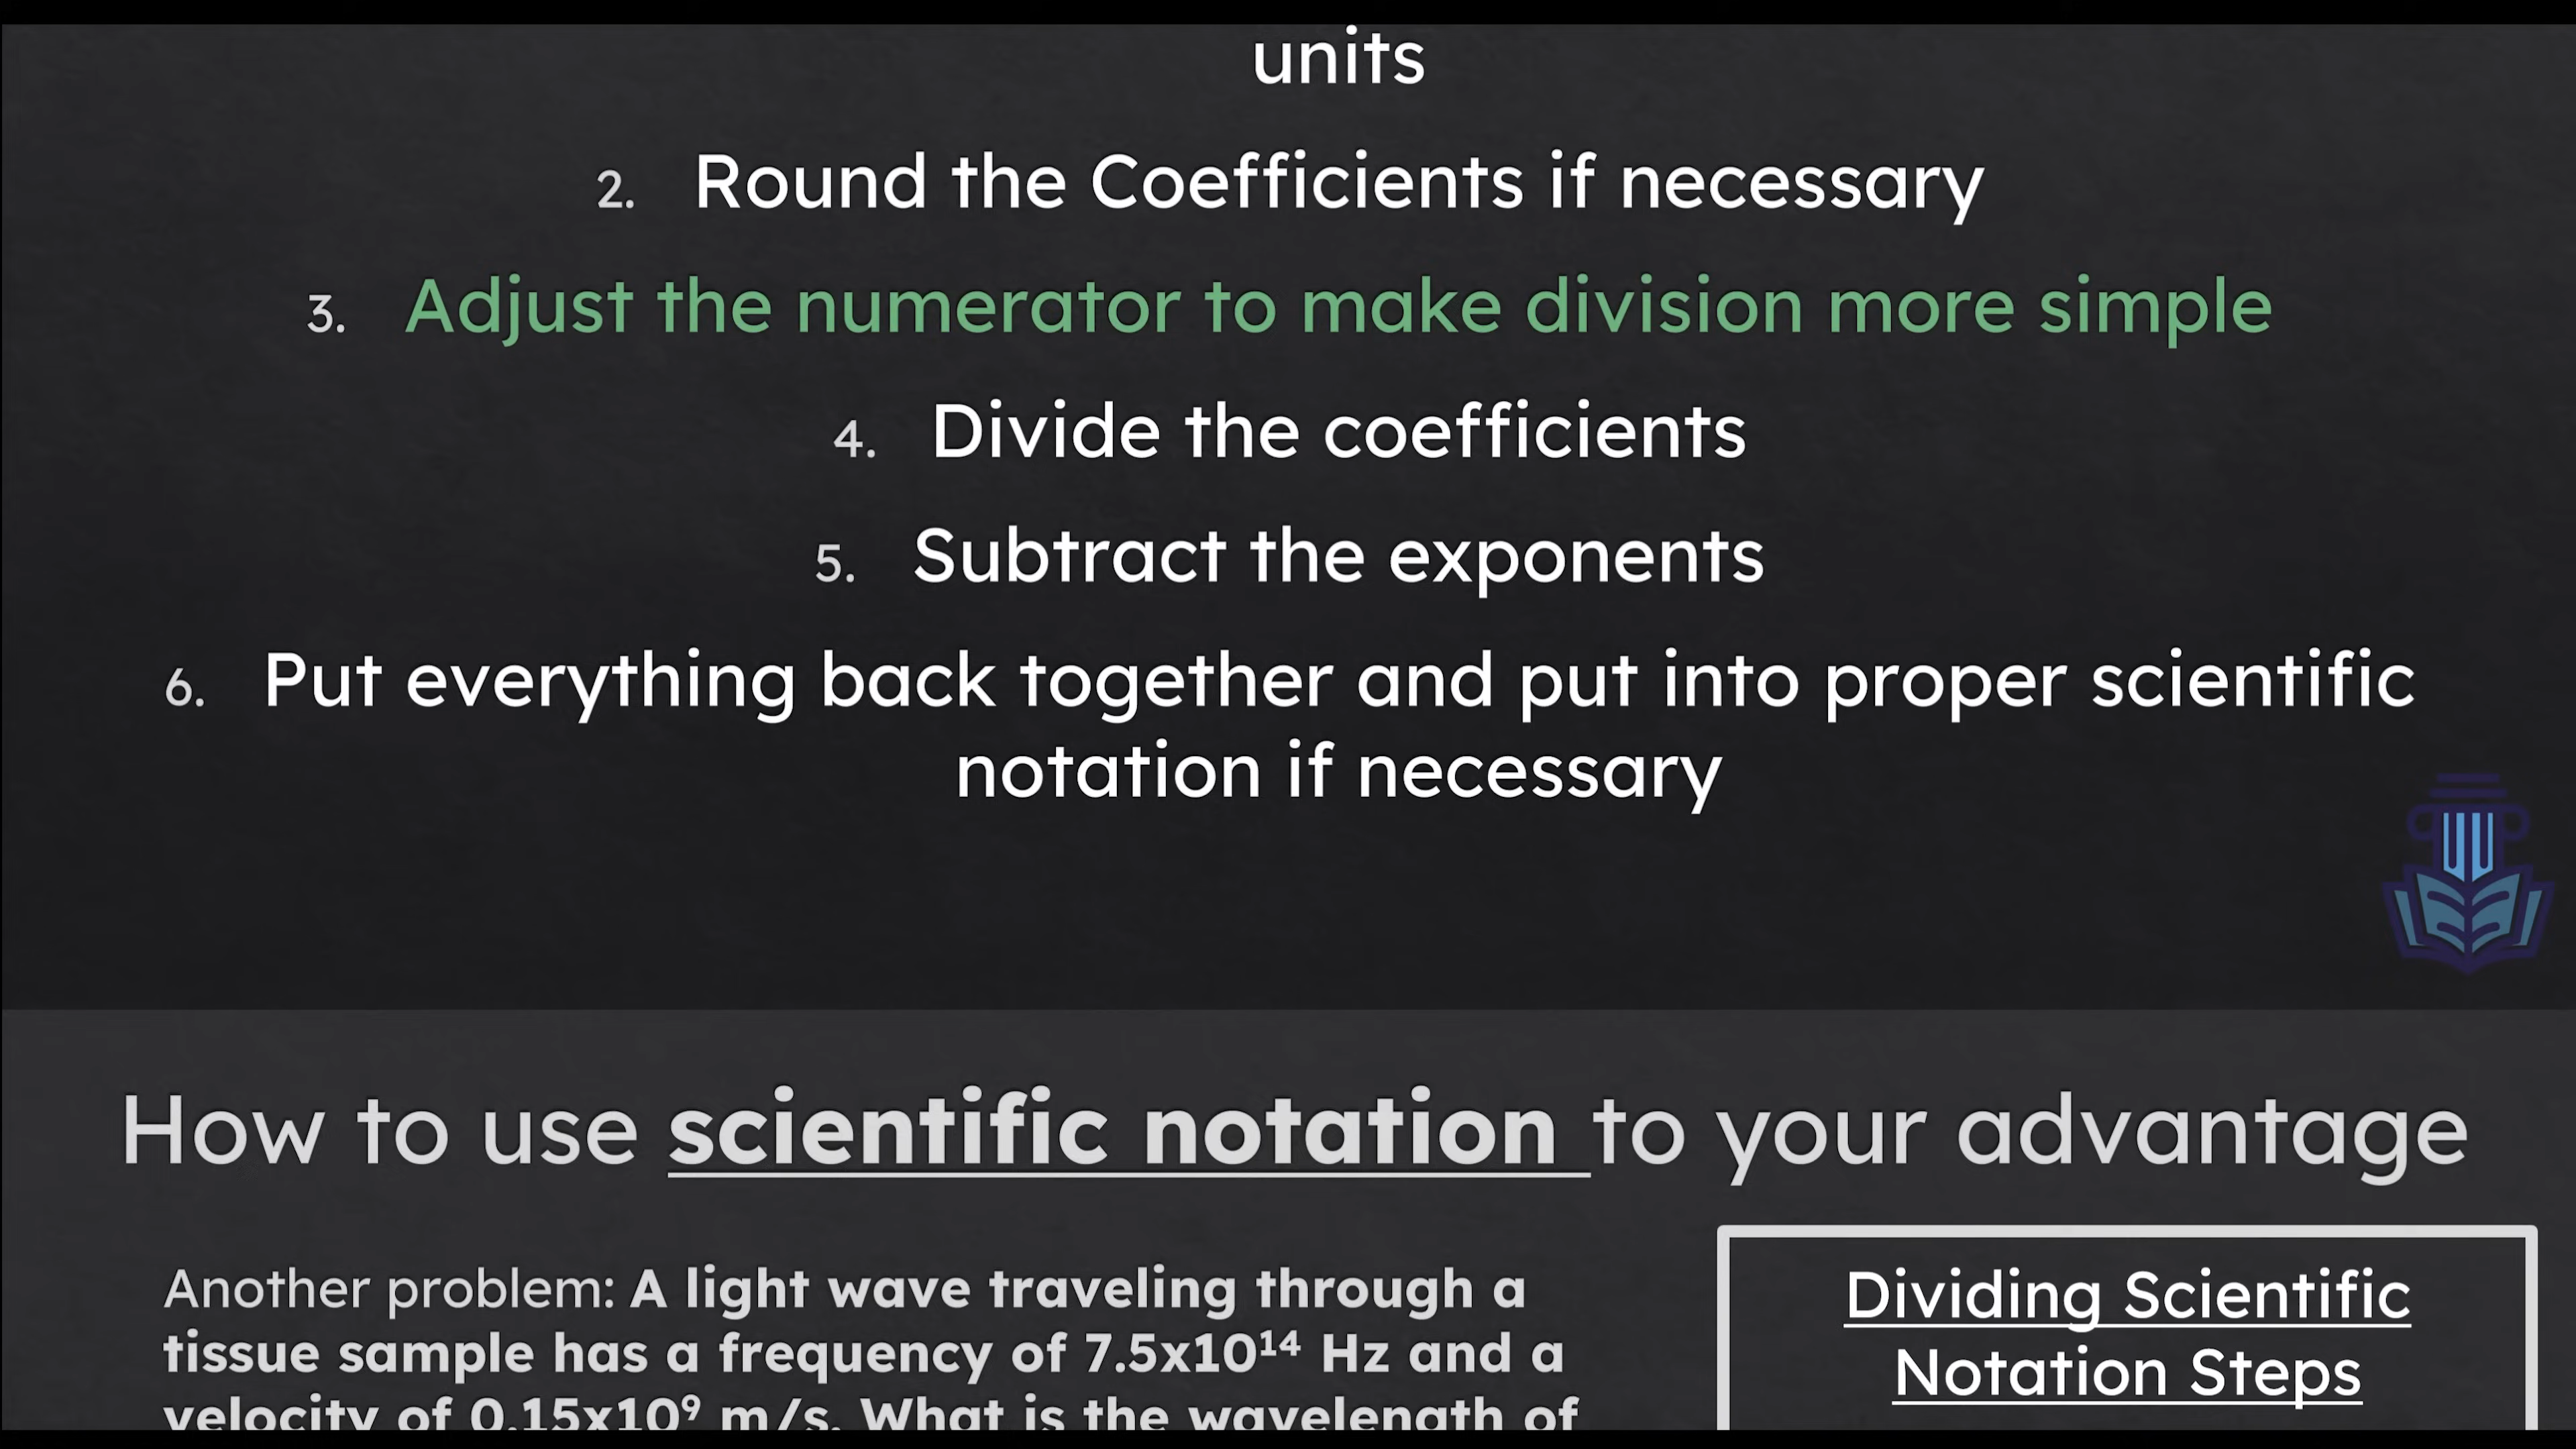 units
2. Round the Coefficients if necessary
3. Adjust the numerator to make division more simple
4. Divide the coefficients
5. Subtract the exponents
6. Put everything back together and put into proper scientific
notation if necessary
How to use scientific notation to your advantage
Another problem: A light wave traveling through a
tissue sample has a frequency of 7.5x10¹⁴ Hz and a
velocity of 0.15x10⁹ m/s. What is the wavelength of
Dividing Scientific
Notation Steps